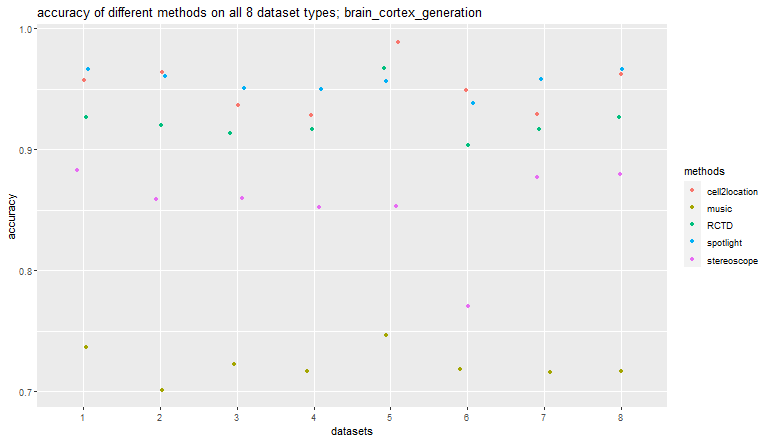 accuracy of different methods on all 8 dataset types; brain_cortex_generation
1.0
0.9
0.8
0.7
accuracy
1 2 3 4 5 6 7 8
datasets
methods
cell2location
music
RCTD
spotlight
stereoscope